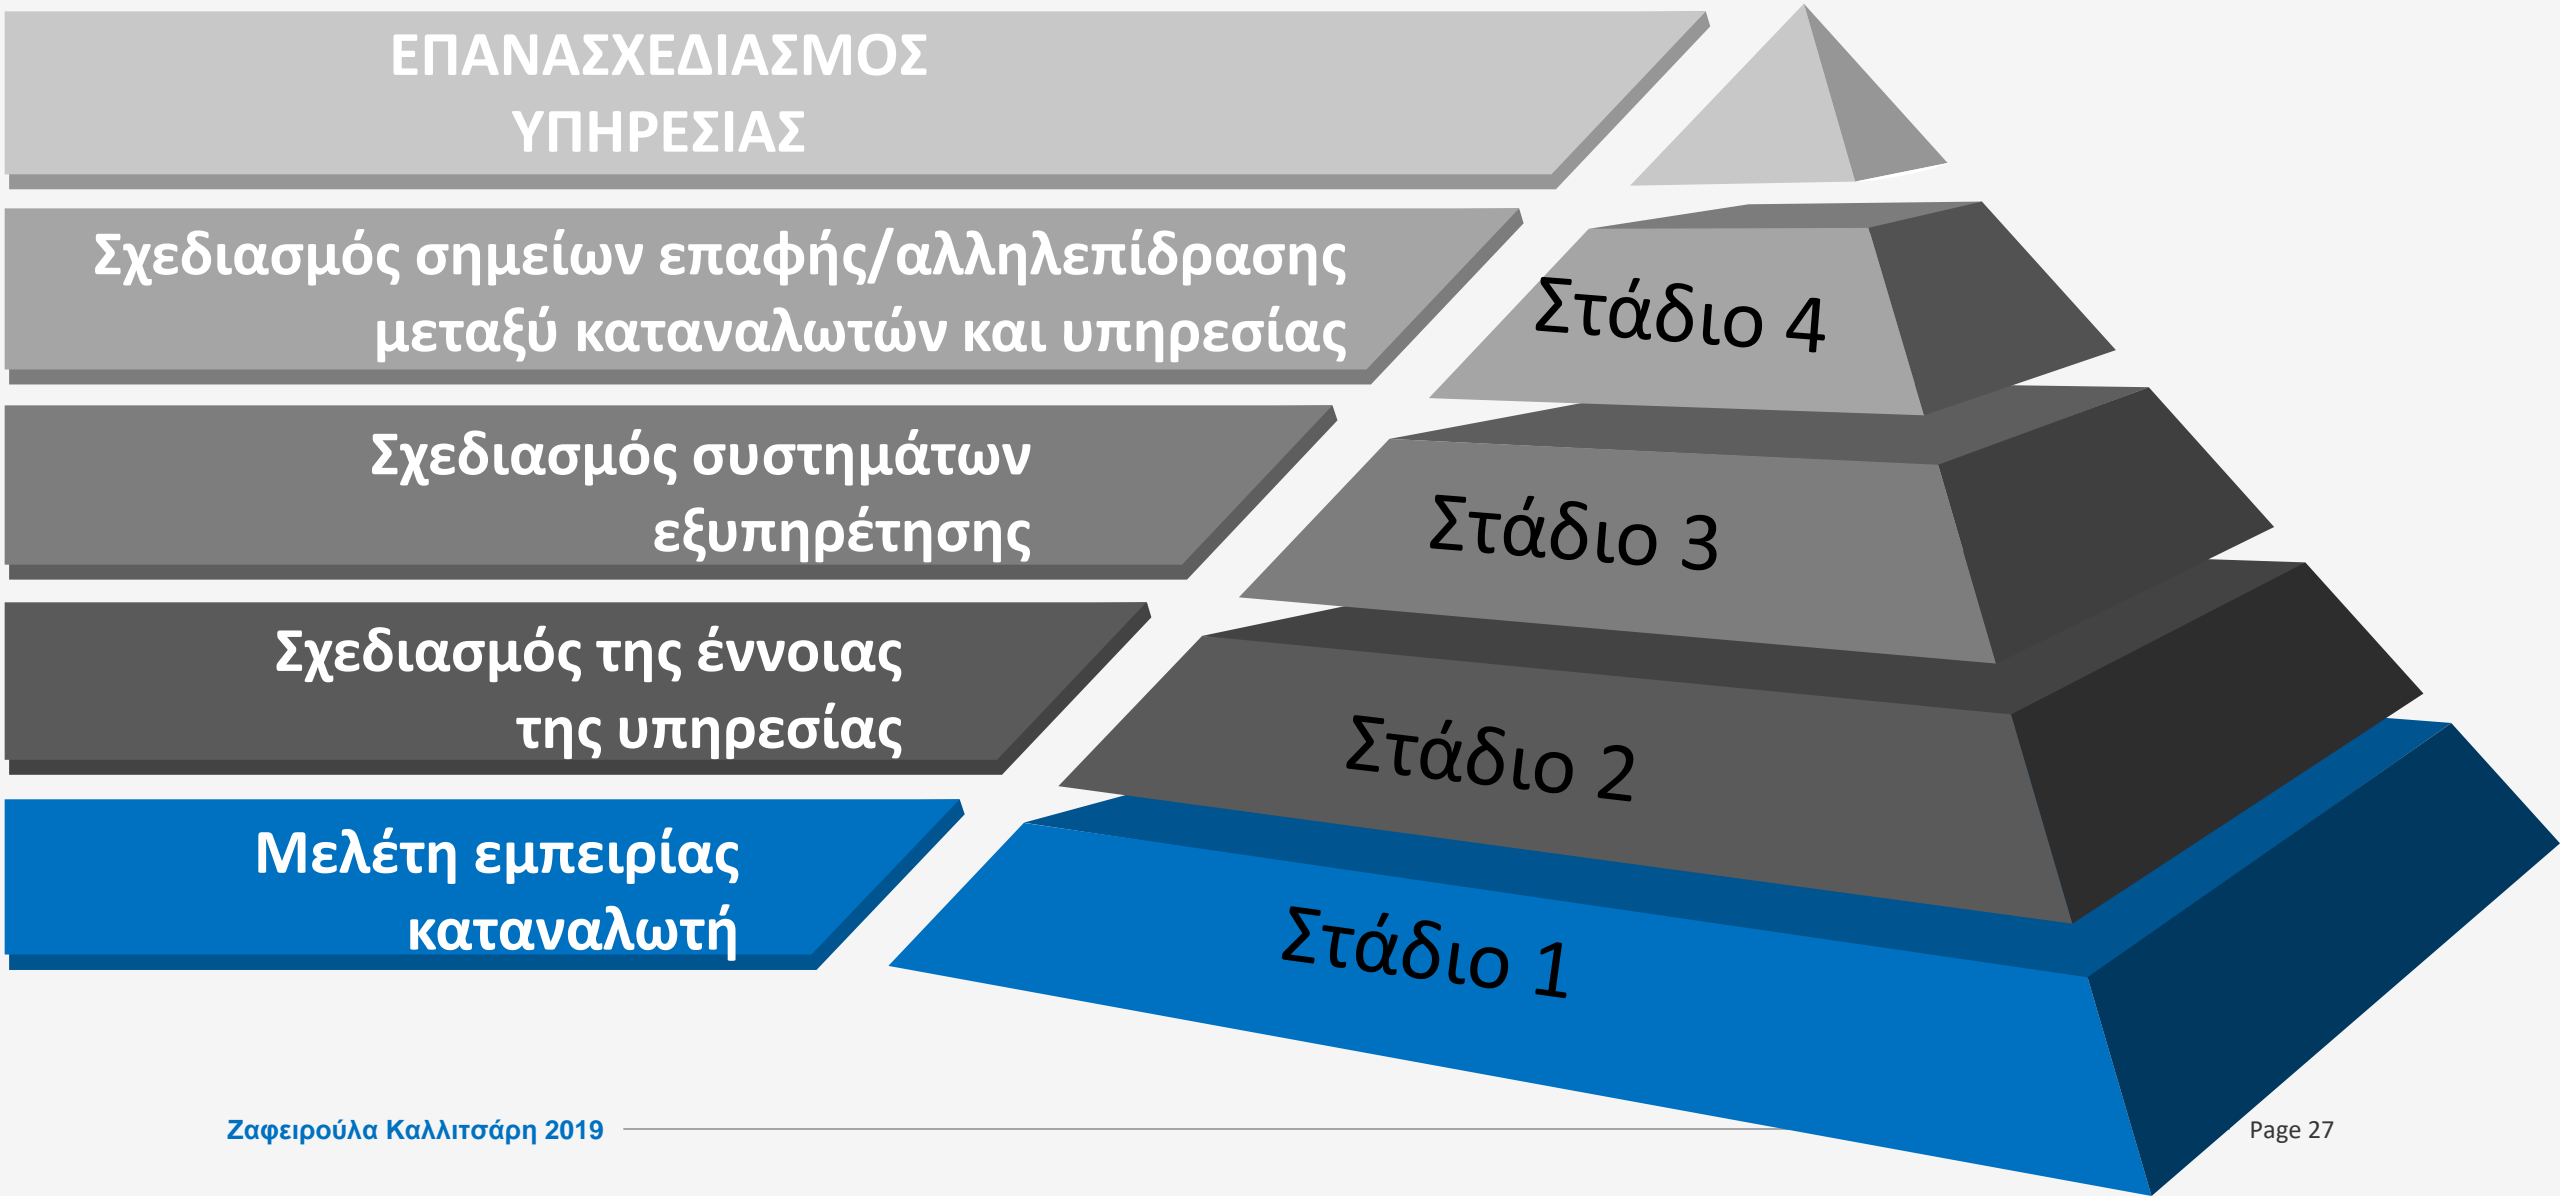 ΕΠΑΝΑΣΧΕΔΙΑΣΜΟΣ
ΥΠΗΡΕΣΙΑΣ
Σχεδιασμός σημείων επαφής/αλληλεπίδρασης
μεταξύ καταναλωτών και υπηρεσίας
Στάδιο 4
Σχεδιασμός συστημάτων
εξυπηρέτησης
Στάδιο 3
Σχεδιασμός της έννοιας
της υπηρεσίας
Στάδιο 2
Μελέτη εμπειρίας
καταναλωτή
Στάδιο 1
Ζαφειρούλα Καλλιτσάρη 2019
Page 27